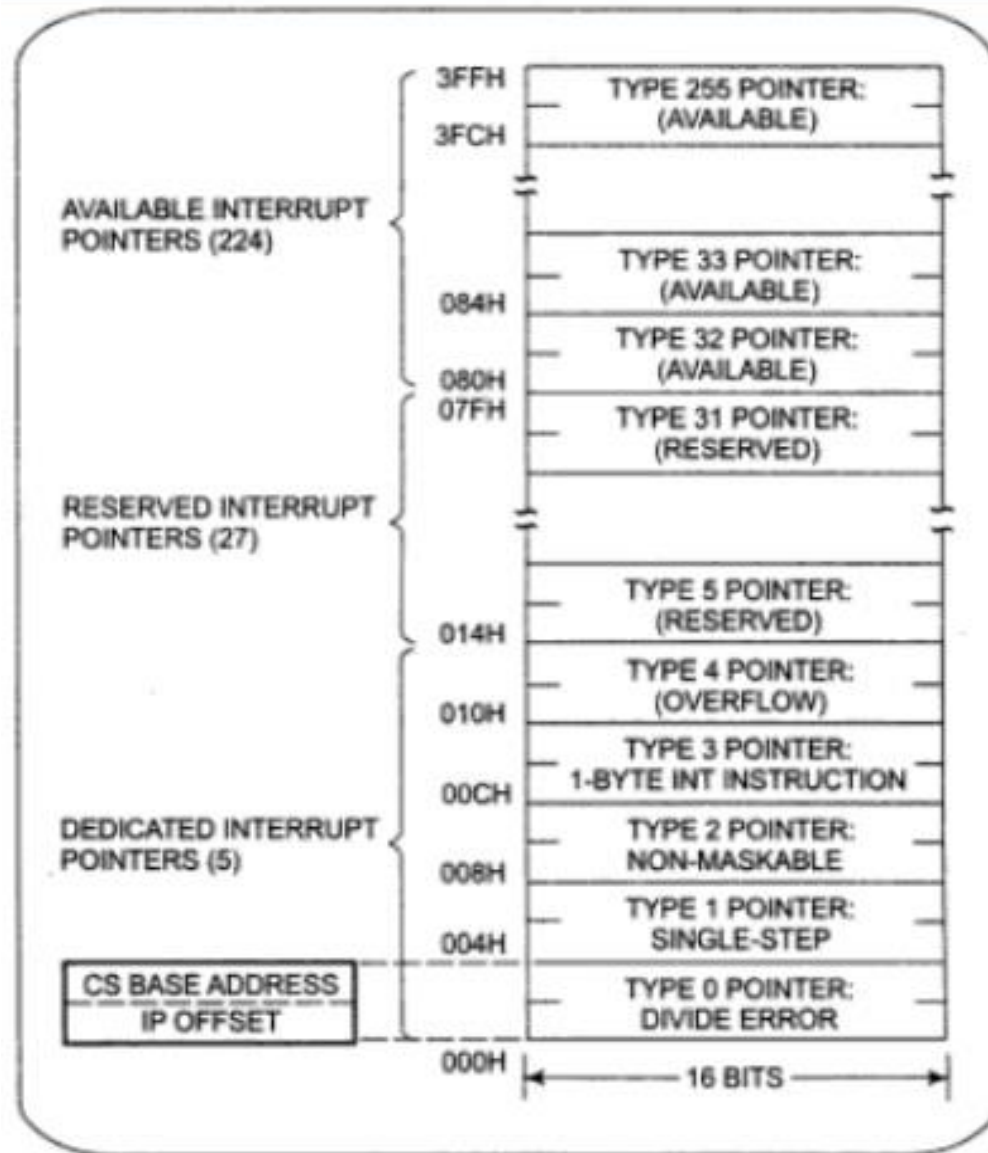 3FFH
TYPE 255 POINTER:
(AVAILABLE)
3FCH
AVAILABLE INTERRUPT
POINTERS (224)
TYPE 33 POINTER:
(AVAILABLE)
084H
TYPE 32 POINTER:
(AVAILABLE)
080H
07FH
TYPE 31 POINTER:
(RESERVED)
RESERVED INTERRUPT
POINTERS (27)
TYPE 5 POINTER:
(RESERVED)
014H
TYPE 4 POINTER:
(OVERFLOW)
010H
TYPE 3 POINTER:
1-BYTE INT INSTRUCTION
00CH
DEDICATED INTERRUPT
POINTERS (5)
TYPE 2 POINTER:
NON-MASKABLE
008H
TYPE 1 POINTER:
SINGLE-STEP
004H
CS BASE ADDRESS
IP OFFSET
TYPE 0 POINTER:
DIVIDE ERROR
000H
16 BITS